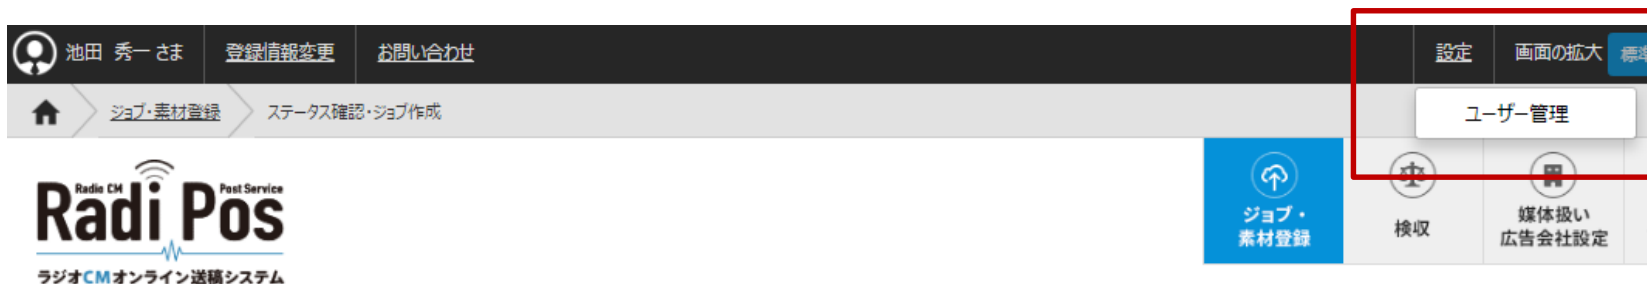 池田 秀一 さま 登録情報変更 お問い合わせ 設定 画面の拡大 標準
ジョブ・素材登録 ステータス確認・ジョブ作成
ユーザー管理
Radio CM Post Service
Radi Pos
ラジオCMオンライン送稿システム
ジョブ・
素材登録
検収
媒体扱い
広告会社設定